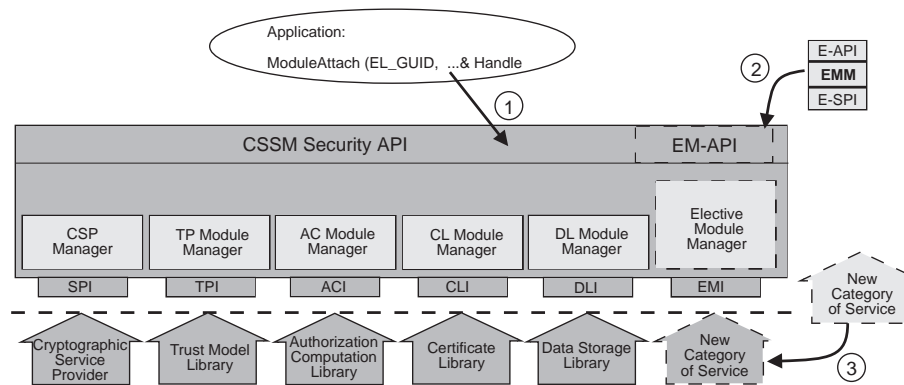 Application:
ModuleAttach (EL_GUID, ...& Handle
1
2
E-API
EMM
E-SPI
CSSM Security API
EM-API
CSP
Manager
TP Module
Manager
AC Module
Manager
CL Module
Manager
DL Module
Manager
Elective
Module
Manager
SPI
TPI
ACI
CLI
DLI
EMI
New
Category
of Service
Cryptographic
Service
Provider
Trust Model
Library
Authorization
Computation
Library
Certificate
Library
Data Storage
Library
New
Category
of Service
3